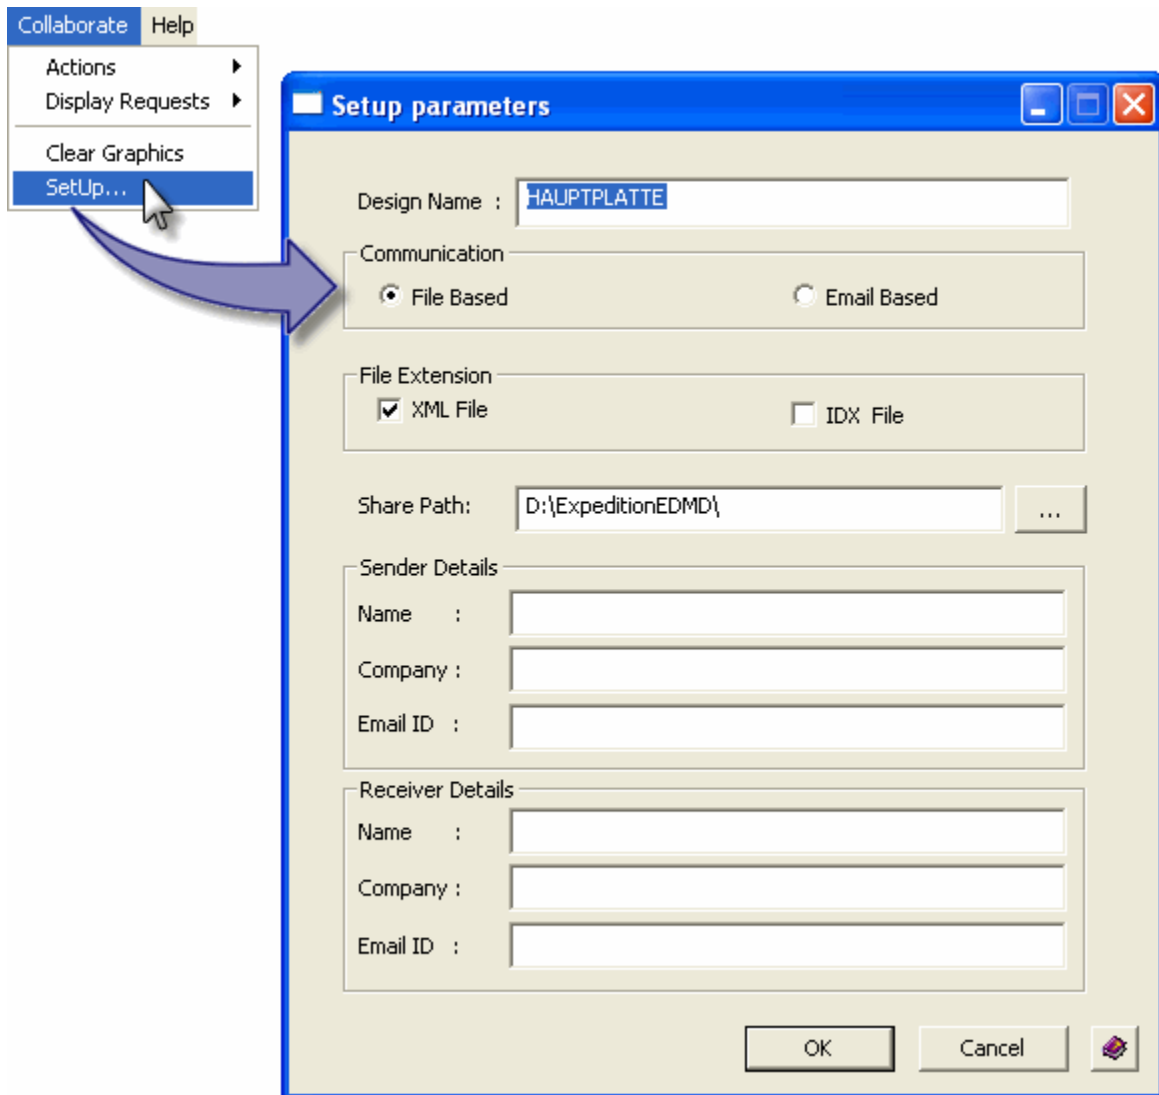 Collaborate Help
Actions
Display Requests
Clear Graphics
SetUp...
Setup parameters
Design Name : HAUPTPLATTE
Communication
File Based Email Based
File Extension
XML File IDX File
Share Path: D:\ExpeditionEDMD\ ...
Sender Details
Name :
Company :
Email ID :
Receiver Details
Name :
Company :
Email ID :
OK Cancel